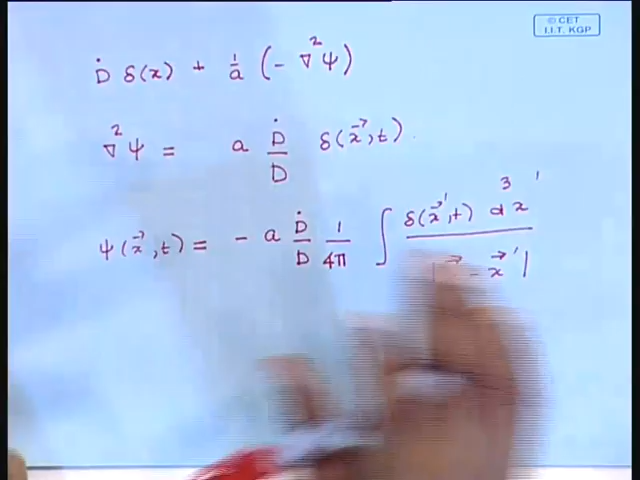 © CET
I.I.T. KGP
Ḋ δ(x) + 1/a (- ∇²ψ)
∇²ψ = a Ḋ/D δ(x⃗,t)
ψ(x⃗,t) = - a Ḋ/D 1/4π ∫ δ(x⃗',t) d³x' / | - x⃗'|